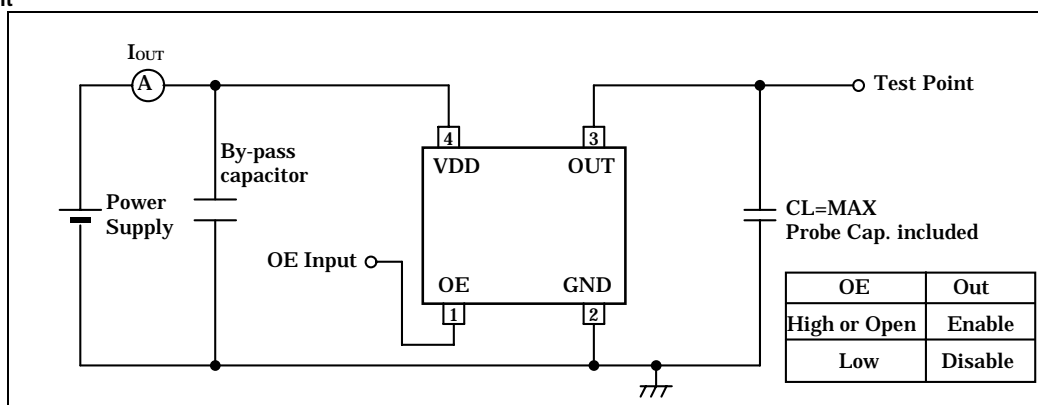 IOUT
A
Test Point
4
3
VDD
OUT
By-pass
capacitor
Power
Supply
CL=MAX
Probe Cap. included
OE Input
OE
GND
1
2
OE Out
High or Open Enable
Low Disable